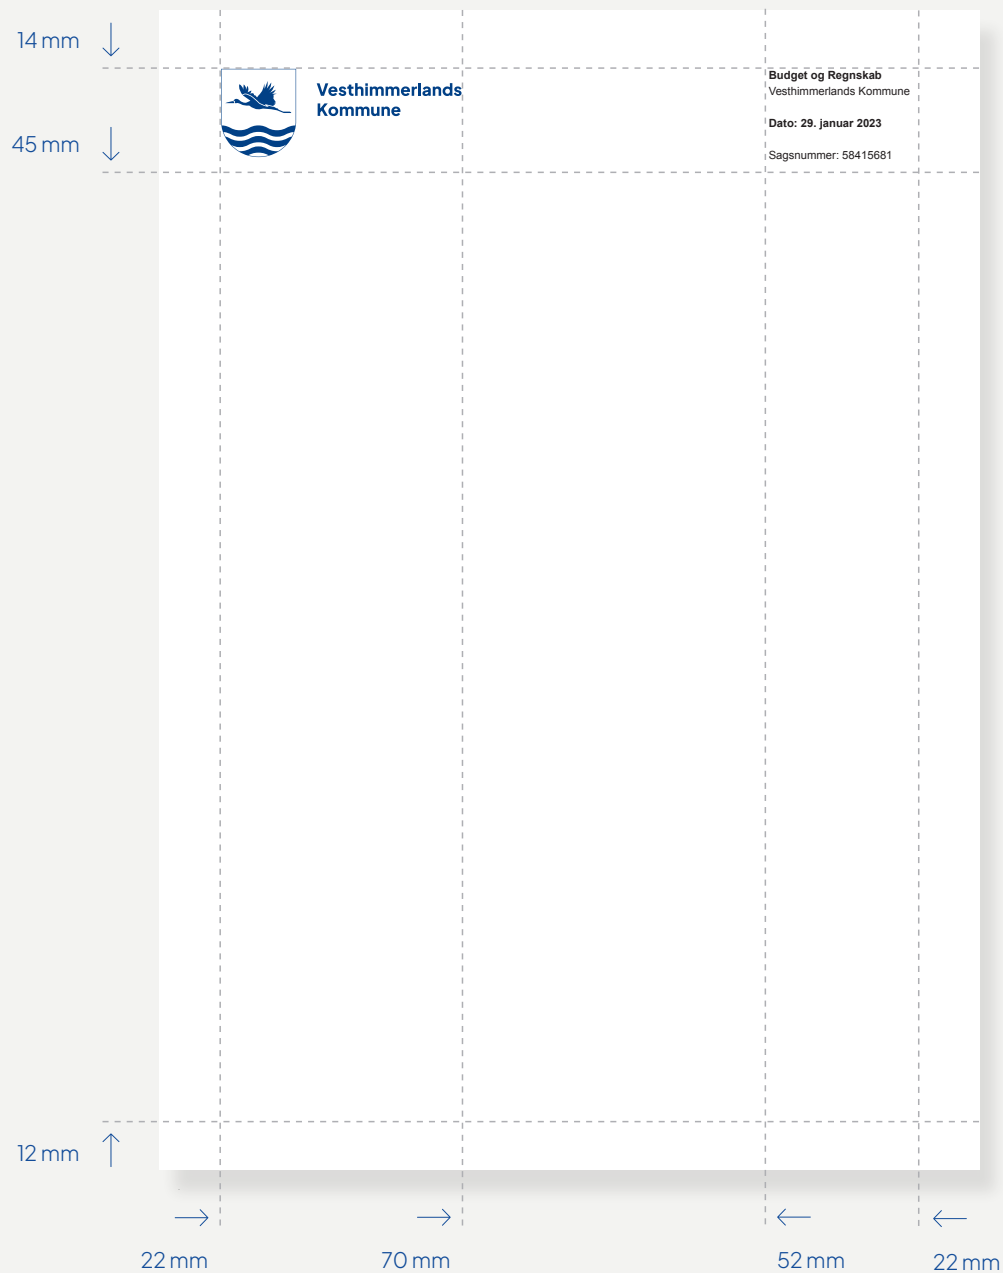 14 mm
Vesthimmerlands
Kommune
Budget og Regnskab
Vesthimmerlands Kommune
Dato: 29. januar 2023
Sagsnummer: 58415681
45 mm
12 mm
22 mm
70 mm
52 mm
22 mm